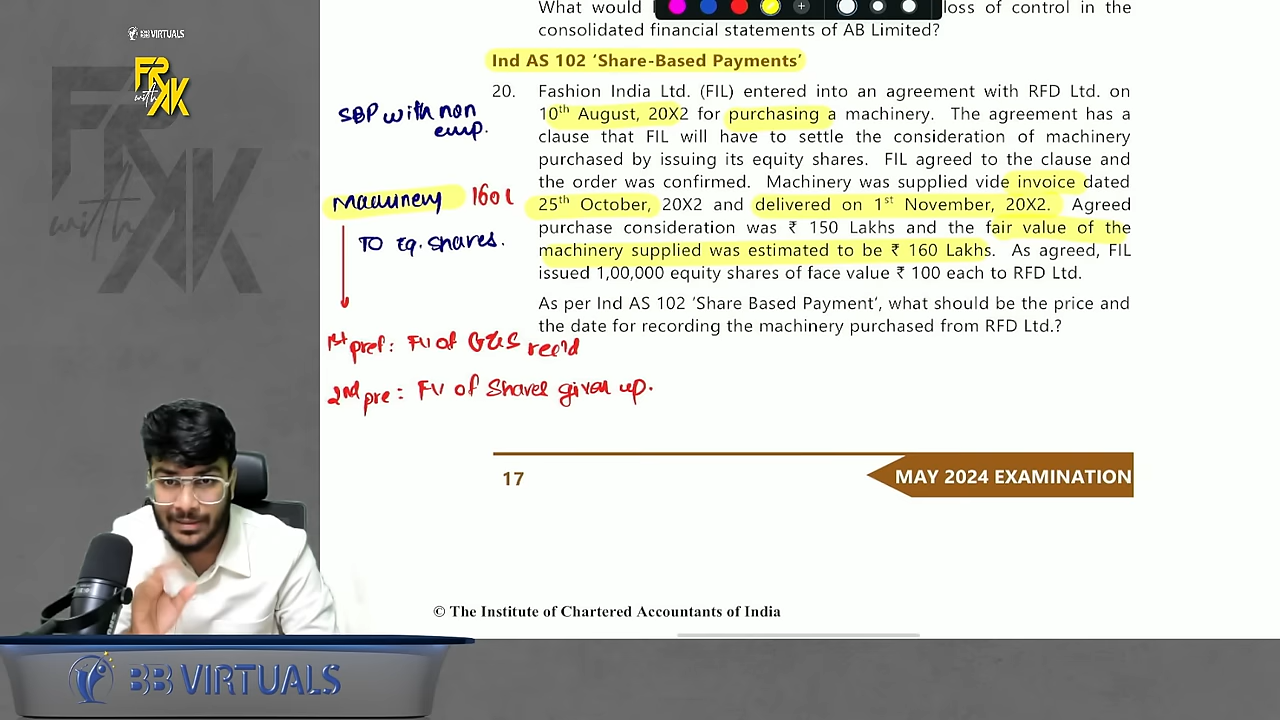 What would
loss of control in the
consolidated financial statements of AB Limited?
BB VIRTUALS
Ind AS 102 ‘Share-Based Payments’
FR
with
AK
20. Fashion India Ltd. (FIL) entered into an agreement with RFD Ltd. on
10th August, 20X2 for purchasing a machinery. The agreement has a
clause that FIL will have to settle the consideration of machinery
purchased by issuing its equity shares. FIL agreed to the clause and
the order was confirmed. Machinery was supplied vide invoice dated
25th October, 20X2 and delivered on 1st November, 20X2. Agreed
purchase consideration was ₹ 150 Lakhs and the fair value of the
machinery supplied was estimated to be ₹ 160 Lakhs. As agreed, FIL
issued 1,00,000 equity shares of face value ₹ 100 each to RFD Ltd.
As per Ind AS 102 ‘Share Based Payment’, what should be the price and
the date for recording the machinery purchased from RFD Ltd.?
SBP with non
emp.
Machinery 160 L
TO Eq. Shares.
1st pref: FV of G&S rec'd
2nd pre: FV of Shares given up.
17
MAY 2024 EXAMINATION
© The Institute of Chartered Accountants of India
BB VIRTUALS